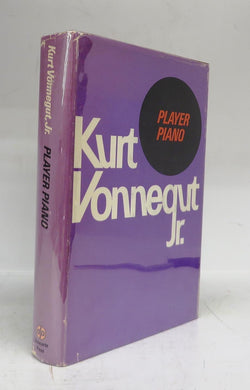 Kurt Vonnegut, Jr.
PLAYER PIANO
PLAYER
PIANO
Kurt
Vonnegut
Jr.